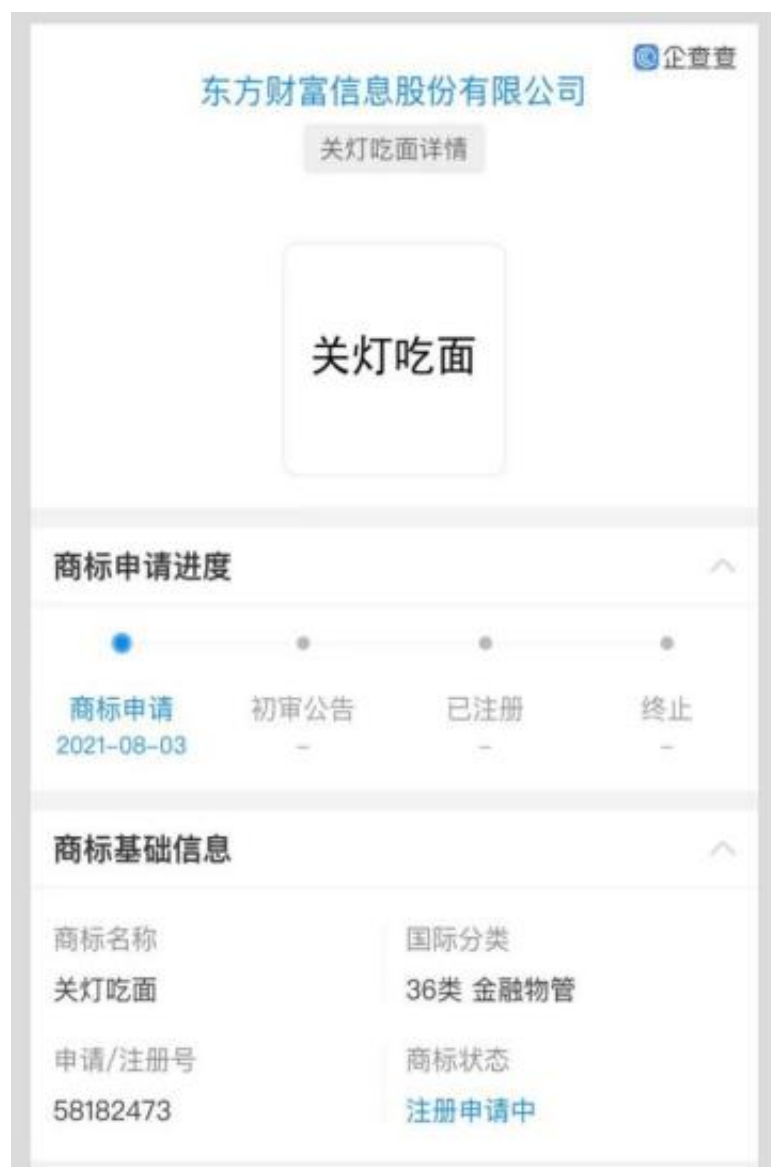 企查查
东方财富信息股份有限公司
关灯吃面详情
关灯吃面
商标申请进度
商标申请 初审公告 已注册 终止
2021-08-03 - - -
商标基础信息
商标名称 国际分类
关灯吃面 36类 金融物管
申请/注册号 商标状态
58182473 注册申请中